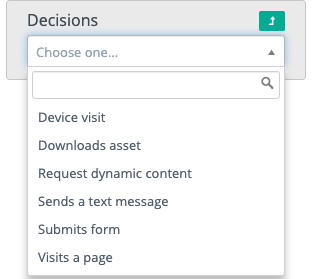 Decisions
Choose one...
Device visit
Downloads asset
Request dynamic content
Sends a text message
Submits form
Visits a page